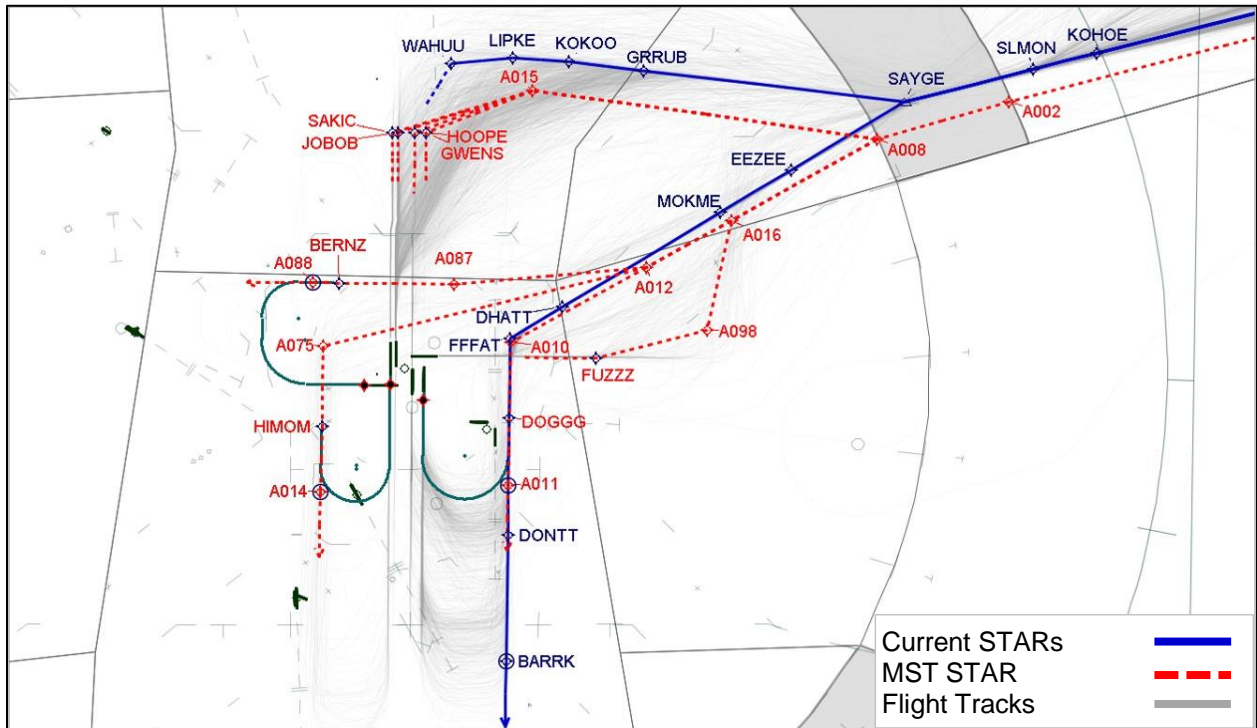 WAHUU
LIPKE
KOKOO
GRRUB
SLMON
KOHOE
SAYGE
A015
A002
SAKIC
JOBOB
HOOPE
GWENS
A008
EEZEE
MOKME
A016
BERNZ
A088
A087
A012
DHATT
A098
A075
FFFAT
A010
FUZZZ
HIMOM
DOGGG
A014
A011
DONTT
BARRK
Current STARs
MST STAR
Flight Tracks